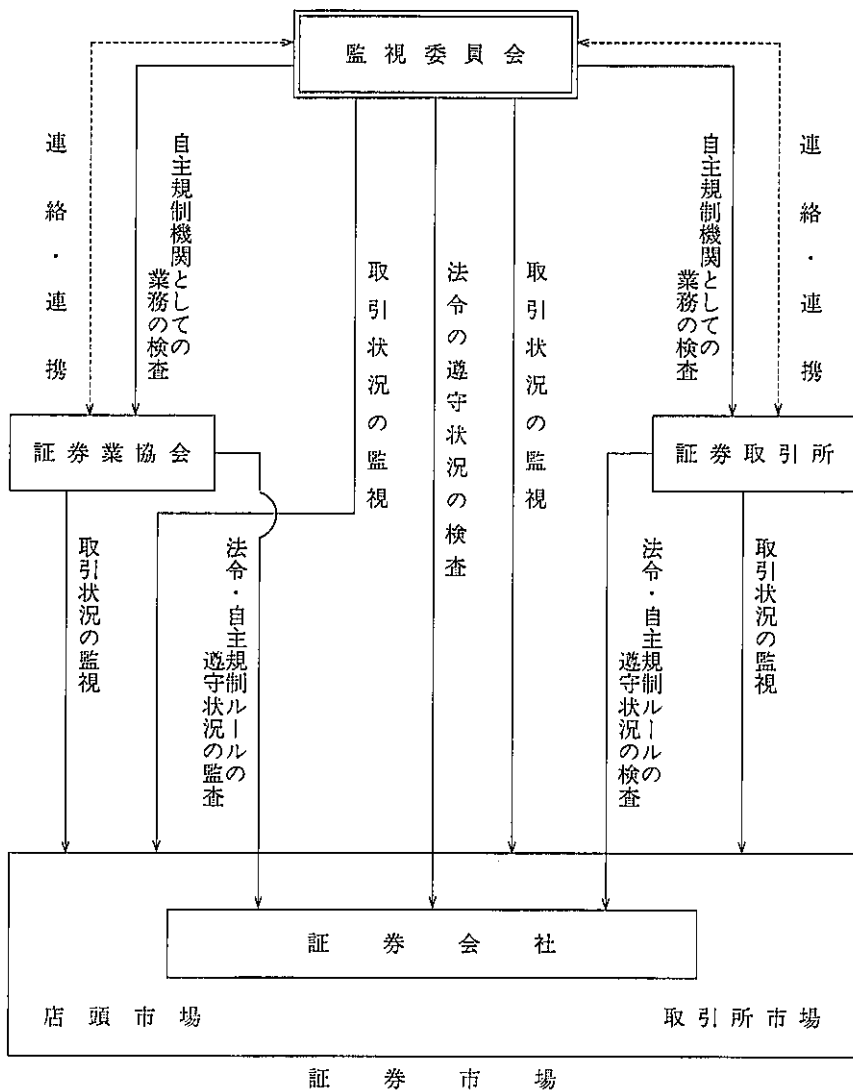 監視委員会
連絡・連携
自主規制機関としての
業務の検査
取引状況の監視
法令の遵守状況の検査
取引状況の監視
自主規制機関としての
業務の検査
連絡・連携
証券業協会
証券取引所
取引状況の監視
法令・自主規制ルールの
遵守状況の監査
法令・自主規制ルールの
遵守状況の検査
取引状況の監視
証券会社
店頭市場
取引所市場
証券市場